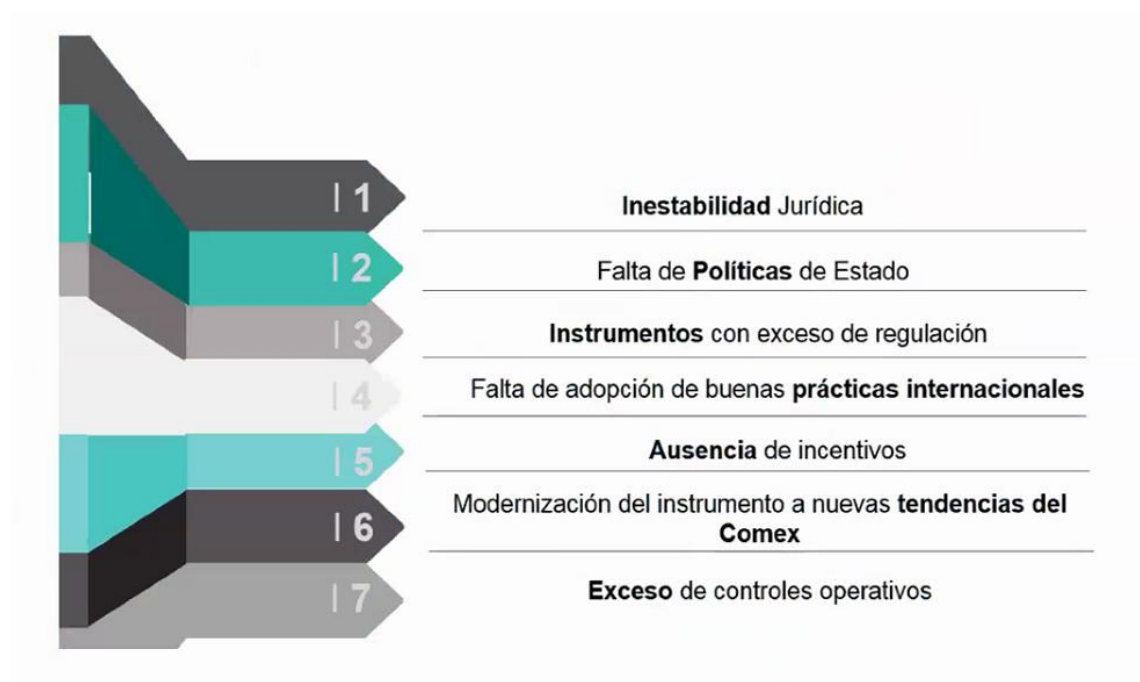 | 1
Inestabilidad Jurídica
| 2
Falta de Políticas de Estado
| 3
Instrumentos con exceso de regulación
| 4
Falta de adopción de buenas prácticas internacionales
| 5
Ausencia de incentivos
| 6
Modernización del instrumento a nuevas tendencias del
Comex
| 7
Exceso de controles operativos